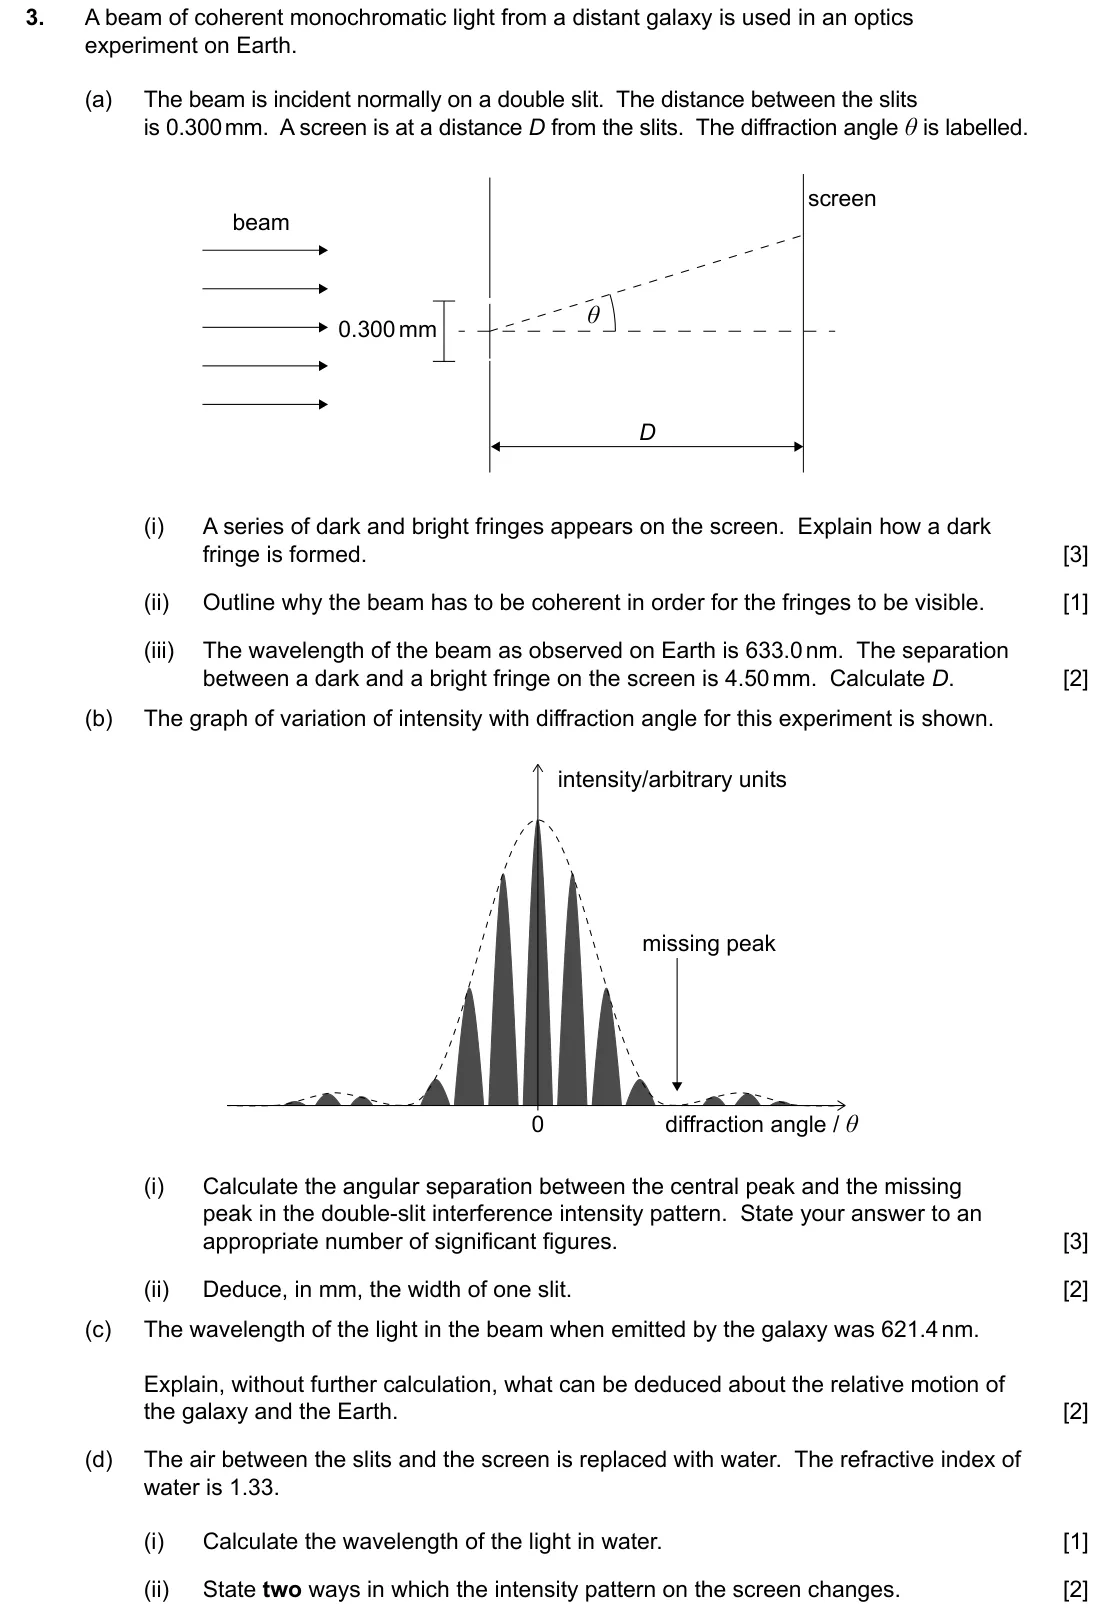 3. A beam of coherent monochromatic light from a distant galaxy is used in an optics
experiment on Earth.
(a) The beam is incident normally on a double slit. The distance between the slits
is 0.300 mm. A screen is at a distance D from the slits. The diffraction angle θ is labelled.
screen
beam
θ
0.300 mm
D
(i) A series of dark and bright fringes appears on the screen. Explain how a dark
fringe is formed. [3]
(ii) Outline why the beam has to be coherent in order for the fringes to be visible. [1]
(iii) The wavelength of the beam as observed on Earth is 633.0 nm. The separation
between a dark and a bright fringe on the screen is 4.50 mm. Calculate D. [2]
(b) The graph of variation of intensity with diffraction angle for this experiment is shown.
intensity/arbitrary units
missing peak
0
diffraction angle / θ
(i) Calculate the angular separation between the central peak and the missing
peak in the double-slit interference intensity pattern. State your answer to an
appropriate number of significant figures. [3]
(ii) Deduce, in mm, the width of one slit. [2]
(c) The wavelength of the light in the beam when emitted by the galaxy was 621.4 nm.
Explain, without further calculation, what can be deduced about the relative motion of
the galaxy and the Earth. [2]
(d) The air between the slits and the screen is replaced with water. The refractive index of
water is 1.33.
(i) Calculate the wavelength of the light in water. [1]
(ii) State two ways in which the intensity pattern on the screen changes. [2]